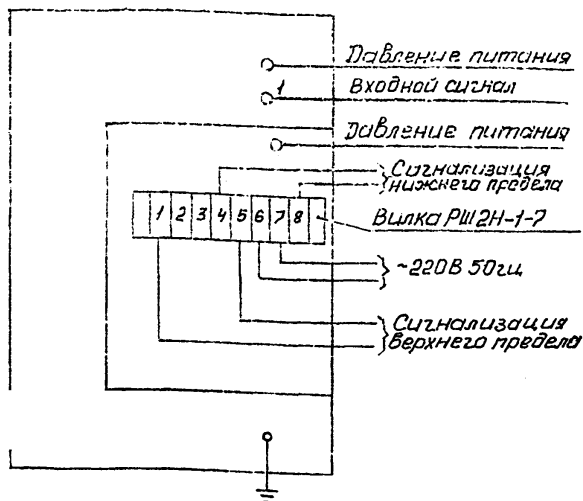 Давление питания
1 Входной сигнал
Давление питания
Сигнализация
нижнего предела
1 2 3 4 5 6 7 8
Вилка РШ2Н-1-7
~220В 50гц
Сигнализация
верхнего предела